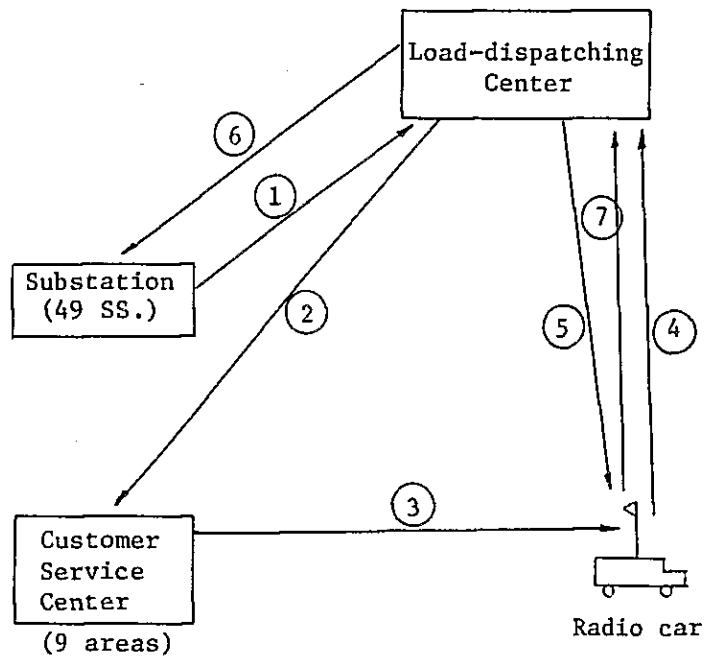 Load-dispatching
Center
6
1
7
Substation
(49 SS.)
2
5
4
3
Customer
Service
Center
(9 areas)
Radio car